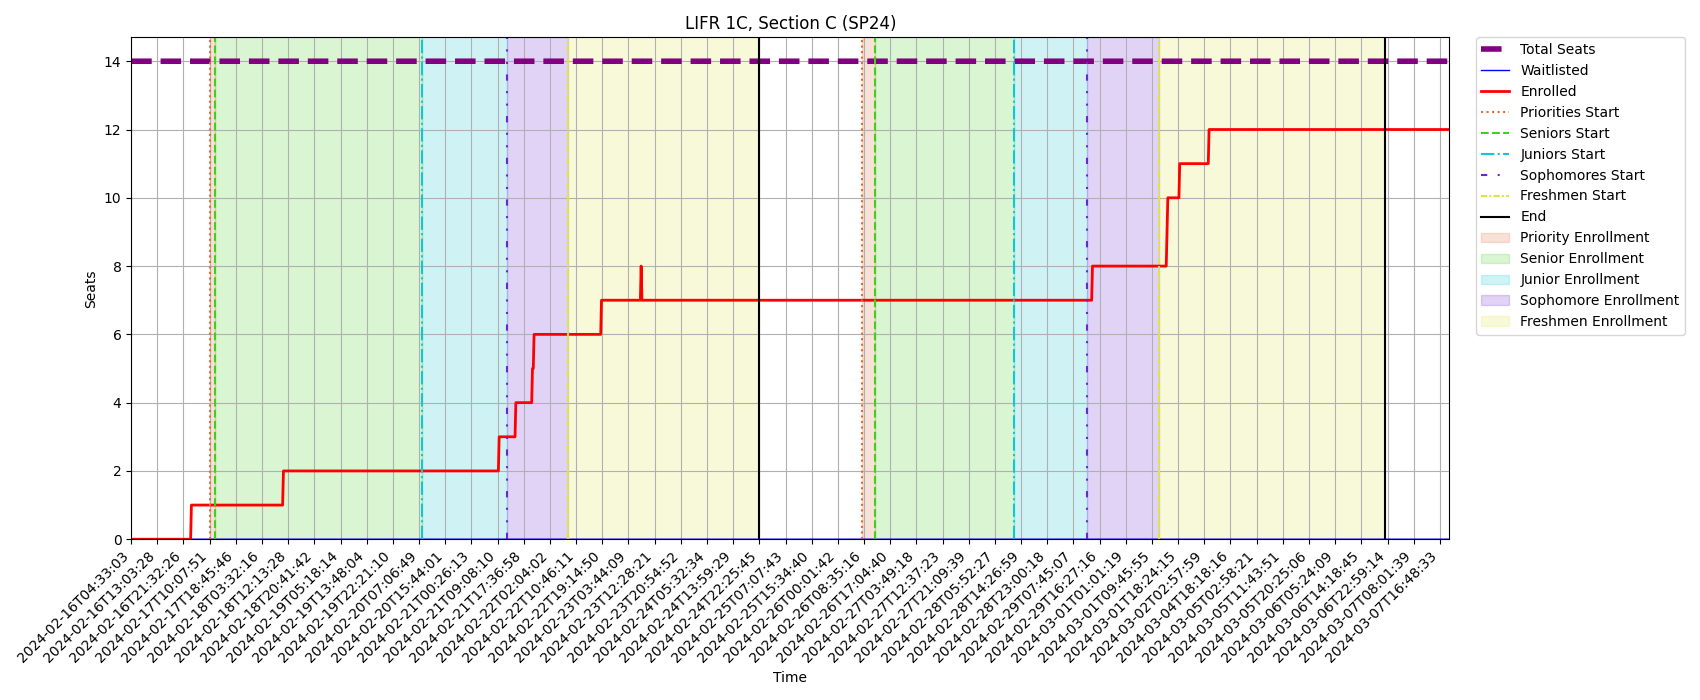 LIFR 1C, Section C (SP24)
14
12
10
8
6
4
2
0
Seats
2024-02-16T04:33:03
2024-02-16T13:03:28
2024-02-16T21:32:26
2024-02-17T10:07:51
2024-02-17T18:45:46
2024-02-18T03:32:16
2024-02-18T12:13:28
2024-02-18T20:41:42
2024-02-19T05:18:14
2024-02-19T13:48:04
2024-02-19T22:21:10
2024-02-20T07:06:49
2024-02-20T15:44:01
2024-02-21T00:26:13
2024-02-21T09:08:10
2024-02-21T17:36:58
2024-02-22T02:04:02
2024-02-22T10:46:11
2024-02-22T19:14:50
2024-02-23T03:44:09
2024-02-23T12:28:21
2024-02-23T20:54:52
2024-02-24T05:32:34
2024-02-24T13:59:29
2024-02-24T22:25:45
2024-02-25T07:07:43
2024-02-25T15:34:40
2024-02-26T00:01:42
2024-02-26T08:35:16
2024-02-26T17:04:40
2024-02-27T03:49:18
2024-02-27T12:37:23
2024-02-27T21:09:39
2024-02-28T05:52:27
2024-02-28T14:26:59
2024-02-28T23:00:18
2024-02-29T07:45:07
2024-02-29T16:27:16
2024-03-01T01:01:19
2024-03-01T09:45:55
2024-03-01T18:24:15
2024-03-02T02:57:59
2024-03-04T18:18:16
2024-03-05T02:58:21
2024-03-05T11:43:51
2024-03-05T20:25:06
2024-03-06T05:24:09
2024-03-06T14:18:45
2024-03-06T22:59:14
2024-03-07T08:01:39
2024-03-07T16:48:33
Time
Total Seats
Waitlisted
Enrolled
Priorities Start
Seniors Start
Juniors Start
Sophomores Start
Freshmen Start
End
Priority Enrollment
Senior Enrollment
Junior Enrollment
Sophomore Enrollment
Freshmen Enrollment